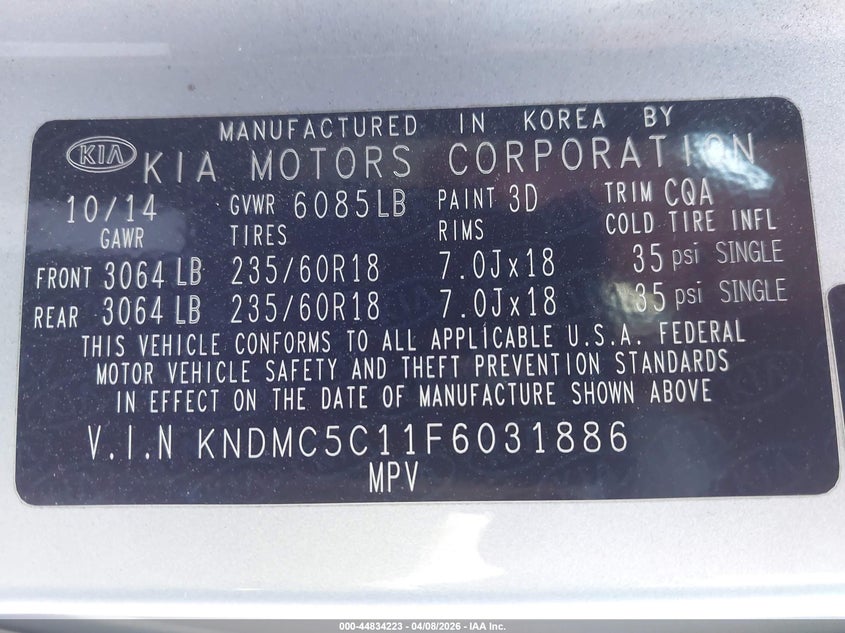 MANUFACTURED IN KOREA BY
KIA KIA MOTORS CORPORATION
10/14 GVWR 6085LB PAINT 3D TRIM CQA
GAWR TIRES RIMS COLD TIRE INFL
FRONT 3064 LB 235/60R18 7.0Jx18 35 psi SINGLE
REAR 3064 LB 235/60R18 7.0Jx18 35 psi SINGLE
THIS VEHICLE CONFORMS TO ALL APPLICABLE U.S.A. FEDERAL
MOTOR VEHICLE SAFETY AND THEFT PREVENTION STANDARDS
IN EFFECT ON THE DATE OF MANUFACTURE SHOWN ABOVE
V.I.N KNDMC5C11F6031886
MPV
000-44834223 - 04/08/2026 - IAA Inc.